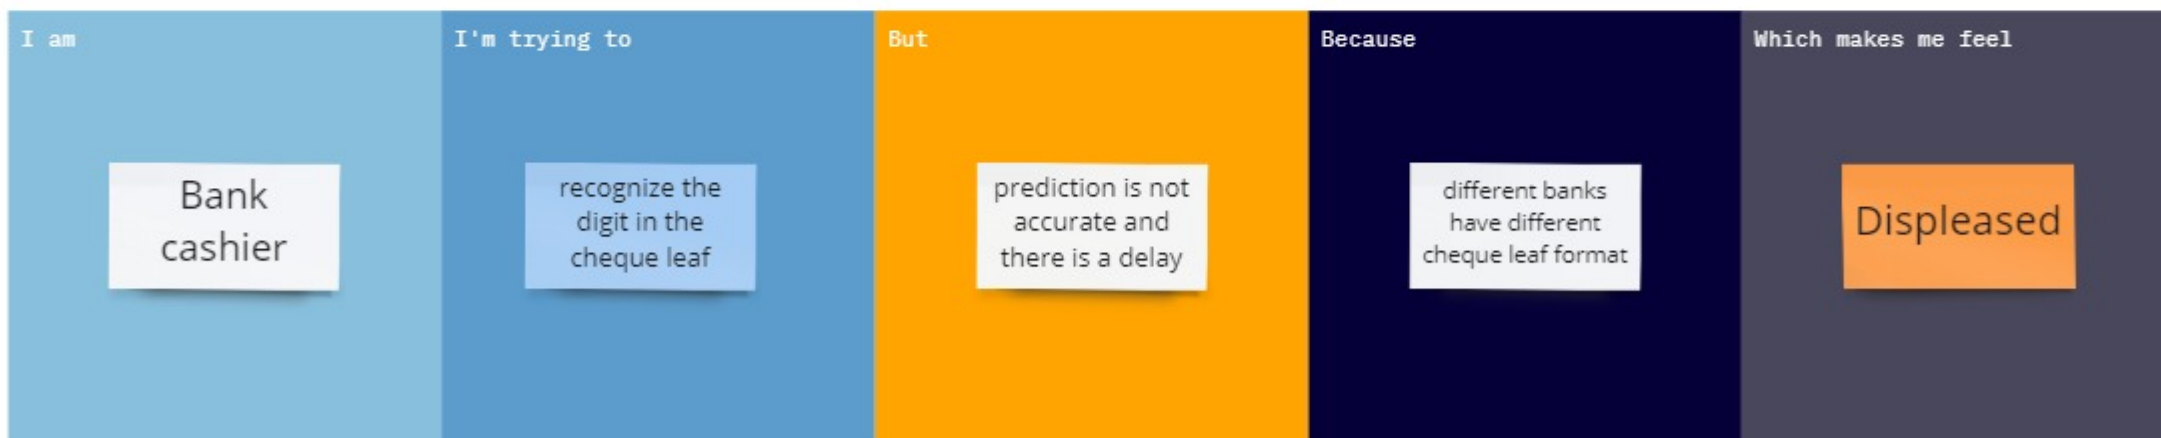 I am
Bank
cashier
I'm trying to
recognize the
digit in the
cheque leaf
But
prediction is not
accurate and
there is a delay
Because
different banks
have different
cheque leaf format
Which makes me feel
Displeased